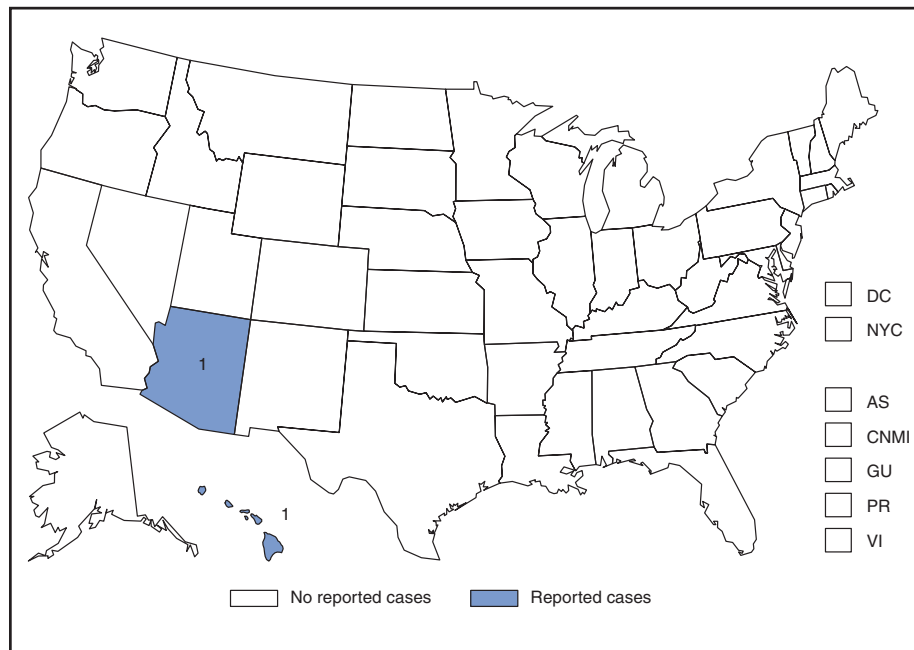 1
1
DC
NYC
AS
CNMI
GU
PR
VI
No reported cases
Reported cases